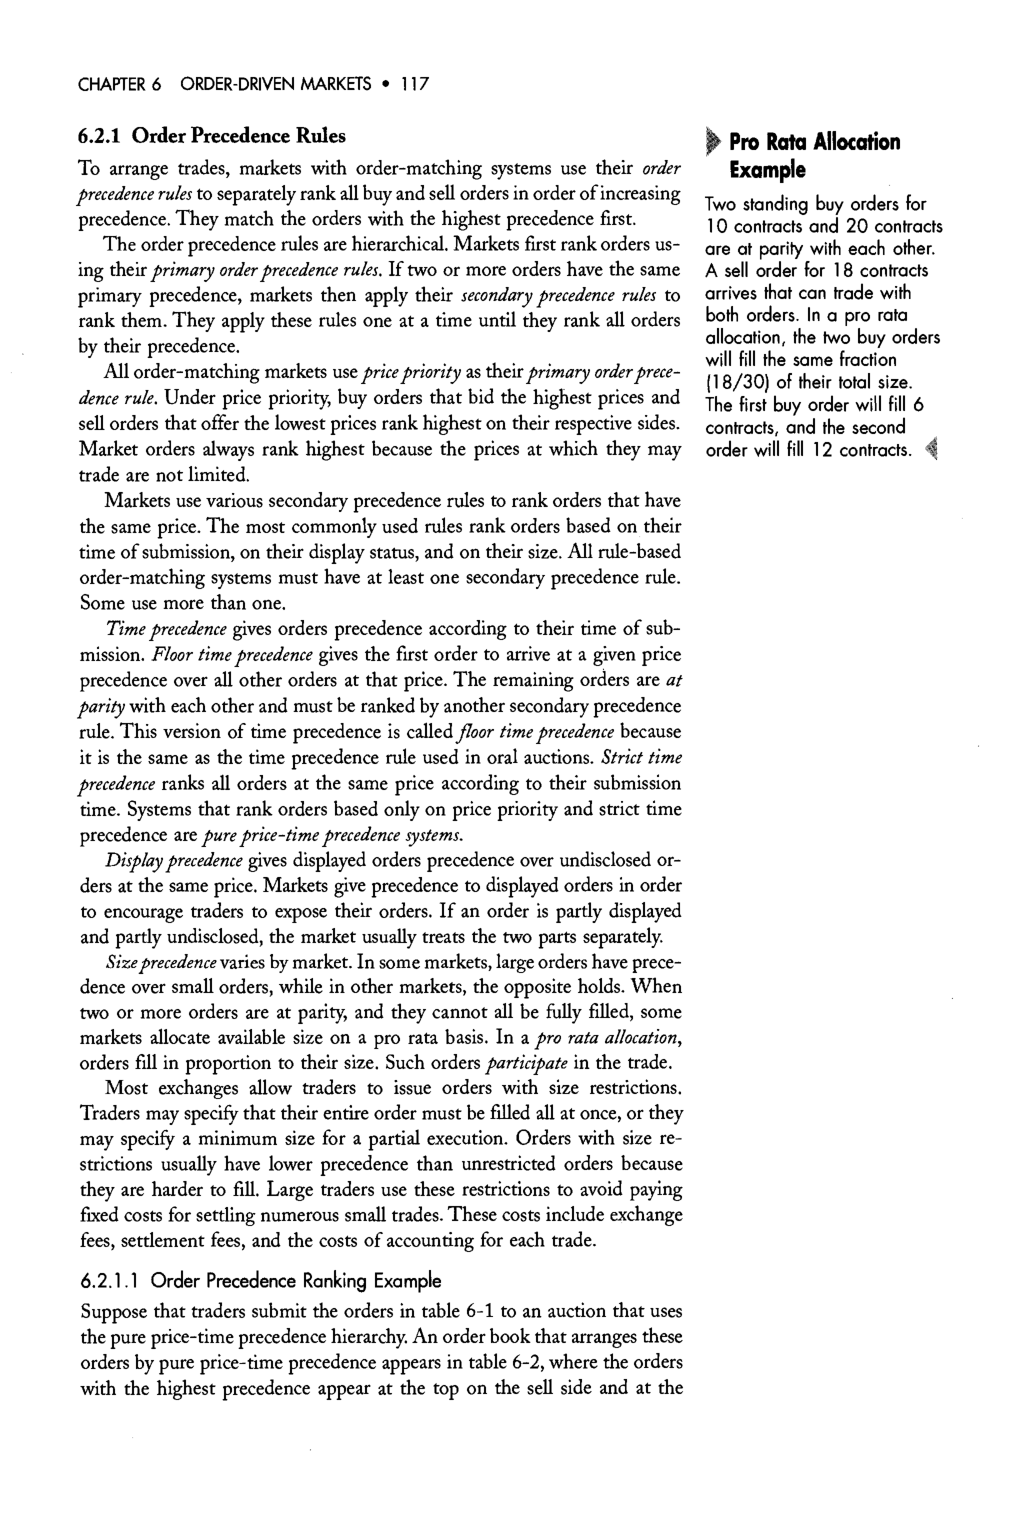 CHAPTER 6 ORDER-DRIVEN MARKETS • 117
6.2.1 Order Precedence Rules
To arrange trades, markets with order-matching systems use their order
precedence rules to separately rank all buy and sell orders in order of increasing
precedence. They match the orders with the highest precedence first.
The order precedence rules are hierarchical. Markets first rank orders us-
ing their primary order precedence rules. If two or more orders have the same
primary precedence, markets then apply their secondary precedence rules to
rank them. They apply these rules one at a time until they rank all orders
by their precedence.
All order-matching markets use price priority as their primary order prece-
dence rule. Under price priority, buy orders that bid the highest prices and
sell orders that offer the lowest prices rank highest on their respective sides.
Market orders always rank highest because the prices at which they may
trade are not limited.
Markets use various secondary precedence rules to rank orders that have
the same price. The most commonly used rules rank orders based on their
time of submission, on their display status, and on their size. All rule-based
order-matching systems must have at least one secondary precedence rule.
Some use more than one.
Time precedence gives orders precedence according to their time of sub-
mission. Floor time precedence gives the first order to arrive at a given price
precedence over all other orders at that price. The remaining orders are at
parity with each other and must be ranked by another secondary precedence
rule. This version of time precedence is called floor time precedence because
it is the same as the time precedence rule used in oral auctions. Strict time
precedence ranks all orders at the same price according to their submission
time. Systems that rank orders based only on price priority and strict time
precedence are pure price-time precedence systems.
Display precedence gives displayed orders precedence over undisclosed or-
ders at the same price. Markets give precedence to displayed orders in order
to encourage traders to expose their orders. If an order is partly displayed
and partly undisclosed, the market usually treats the two parts separately.
Size precedence varies by market. In some markets, large orders have prece-
dence over small orders, while in other markets, the opposite holds. When
two or more orders are at parity, and they cannot all be fully filled, some
markets allocate available size on a pro rata basis. In a pro rata allocation,
orders fill in proportion to their size. Such orders participate in the trade.
Most exchanges allow traders to issue orders with size restrictions.
Traders may specify that their entire order must be filled all at once, or they
may specify a minimum size for a partial execution. Orders with size re-
strictions usually have lower precedence than unrestricted orders because
they are harder to fill. Large traders use these restrictions to avoid paying
fixed costs for settling numerous small trades. These costs include exchange
fees, settlement fees, and the costs of accounting for each trade.
6.2.1.1 Order Precedence Ranking Example
Suppose that traders submit the orders in table 6-1 to an auction that uses
the pure price-time precedence hierarchy. An order book that arranges these
orders by pure price-time precedence appears in table 6-2, where the orders
with the highest precedence appear at the top on the sell side and at the
Pro Rata Allocation
Example
Two standing buy orders for
10 contracts and 20 contracts
are at parity with each other.
A sell order for 18 contracts
arrives that can trade with
both orders. In a pro rata
allocation, the two buy orders
will fill the same fraction
(18/30) of their total size.
The first buy order will fill 6
contracts, and the second
order will fill 12 contracts.